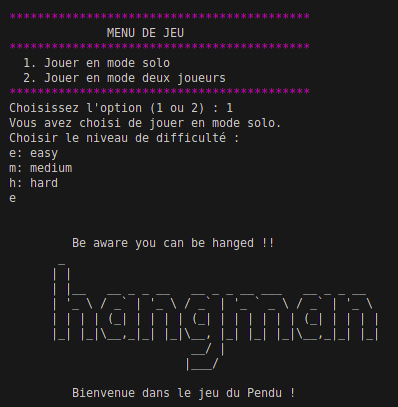 *******************************************
MENU DE JEU
*******************************************
1. Jouer en mode solo
2. Jouer en mode deux joueurs
*******************************************
Choisissez l'option (1 ou 2) : 1
Vous avez choisi de jouer en mode solo.
Choisir le niveau de difficulté :
e: easy
m: medium
h: hard
e
Be aware you can be hanged !!
hangman
Bienvenue dans le jeu du Pendu !